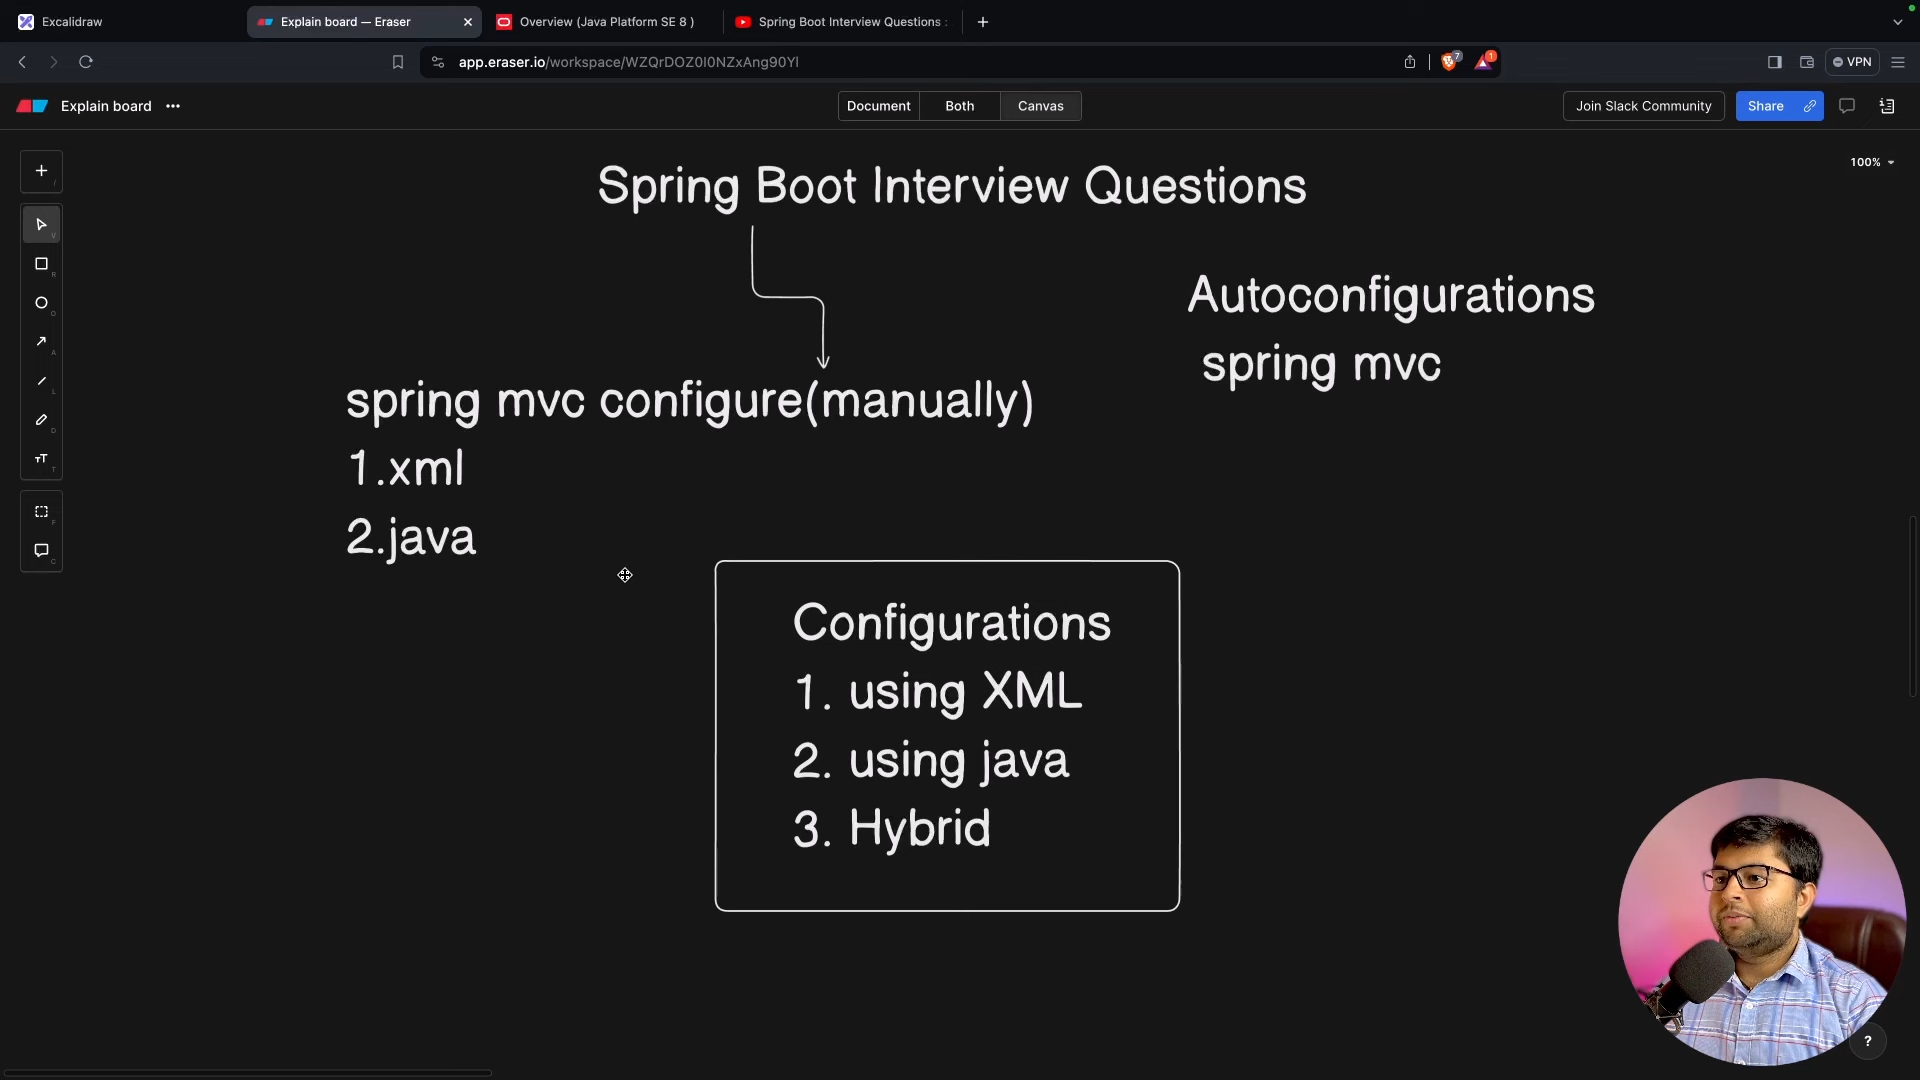 Excalidraw
Explain board — Eraser
Overview (Java Platform SE 8 )
Spring Boot Interview Questions :
app.eraser.io/workspace/WZQrDOZ0I0NZxAng90YI
7
1
VPN
Explain board
Document
Both
Canvas
Join Slack Community
Share
100%
Spring Boot Interview Questions
Autoconfigurations
spring mvc
spring mvc configure(manually)
1.xml
2.java
Configurations
1. using XML
2. using java
3. Hybrid
?